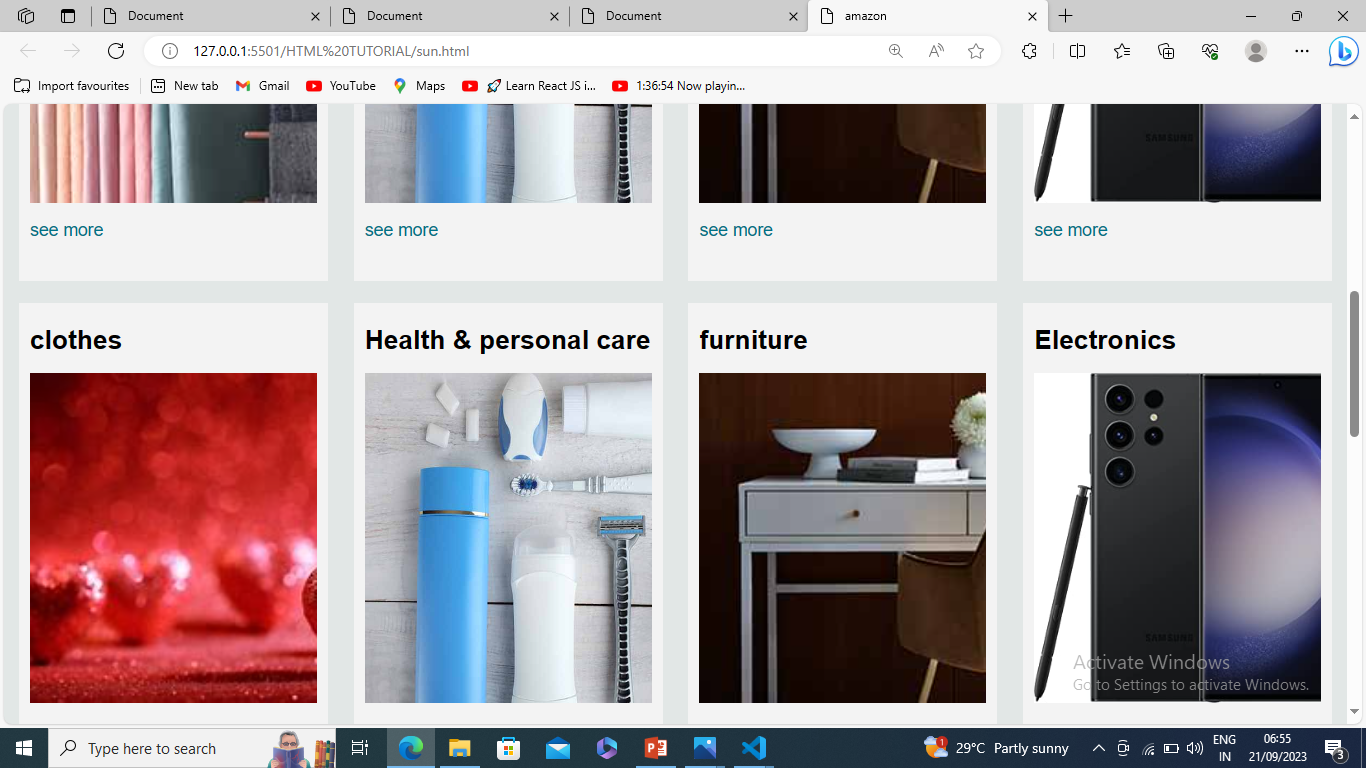 Document
Document
Document
amazon
127.0.0.1:5501/HTML%20TUTORIAL/sun.html
Import favourites
New tab
Gmail
YouTube
Maps
🚀 Learn React JS i...
1:36:54 Now playin...
SAMSUNG
see more
see more
see more
see more
clothes
Health & personal care
furniture
Electronics
SAMSUNG
Activate Windows
Go to Settings to activate Windows.
Type here to search
1
29°C Partly sunny
ENG
IN
06:55
21/09/2023
3